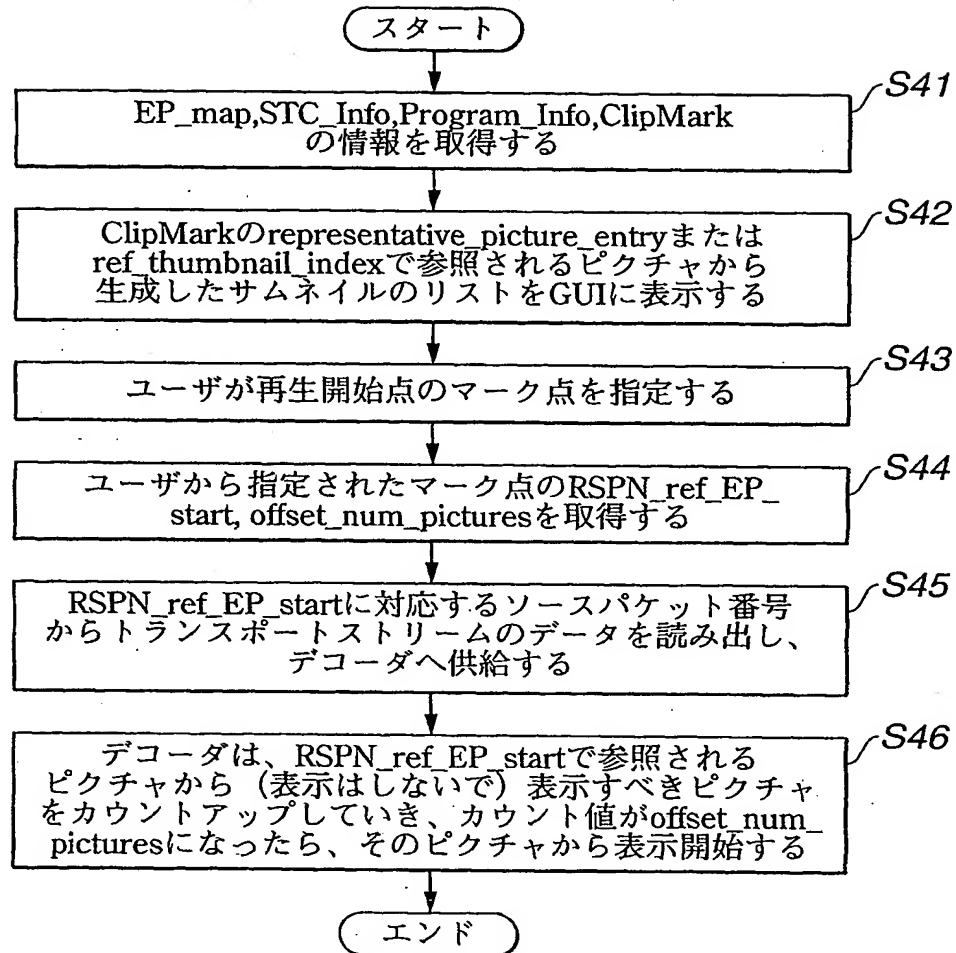 スタート
S41
EP_map,STC_Info,Program_Info,ClipMark
の情報を取得する
S42
ClipMarkのrepresentative_picture_entryまたは
ref_thumbnail_indexで参照されるピクチャから
生成したサムネイルのリストをGUIに表示する
S43
ユーザが再生開始点のマーク点を指定する
S44
ユーザから指定されたマーク点のRSPN_ref_EP_
start, offset_num_picturesを取得する
S45
RSPN_ref_EP_startに対応するソースパケット番号
からトランスポートストリームのデータを読み出し、
デコーダへ供給する
S46
デコーダは、RSPN_ref_EP_startで参照される
ピクチャから（表示はしないで）表示すべきピクチャ
をカウントアップしていき、カウント値がoffset_num_
picturesになったら、そのピクチャから表示開始する
エンド